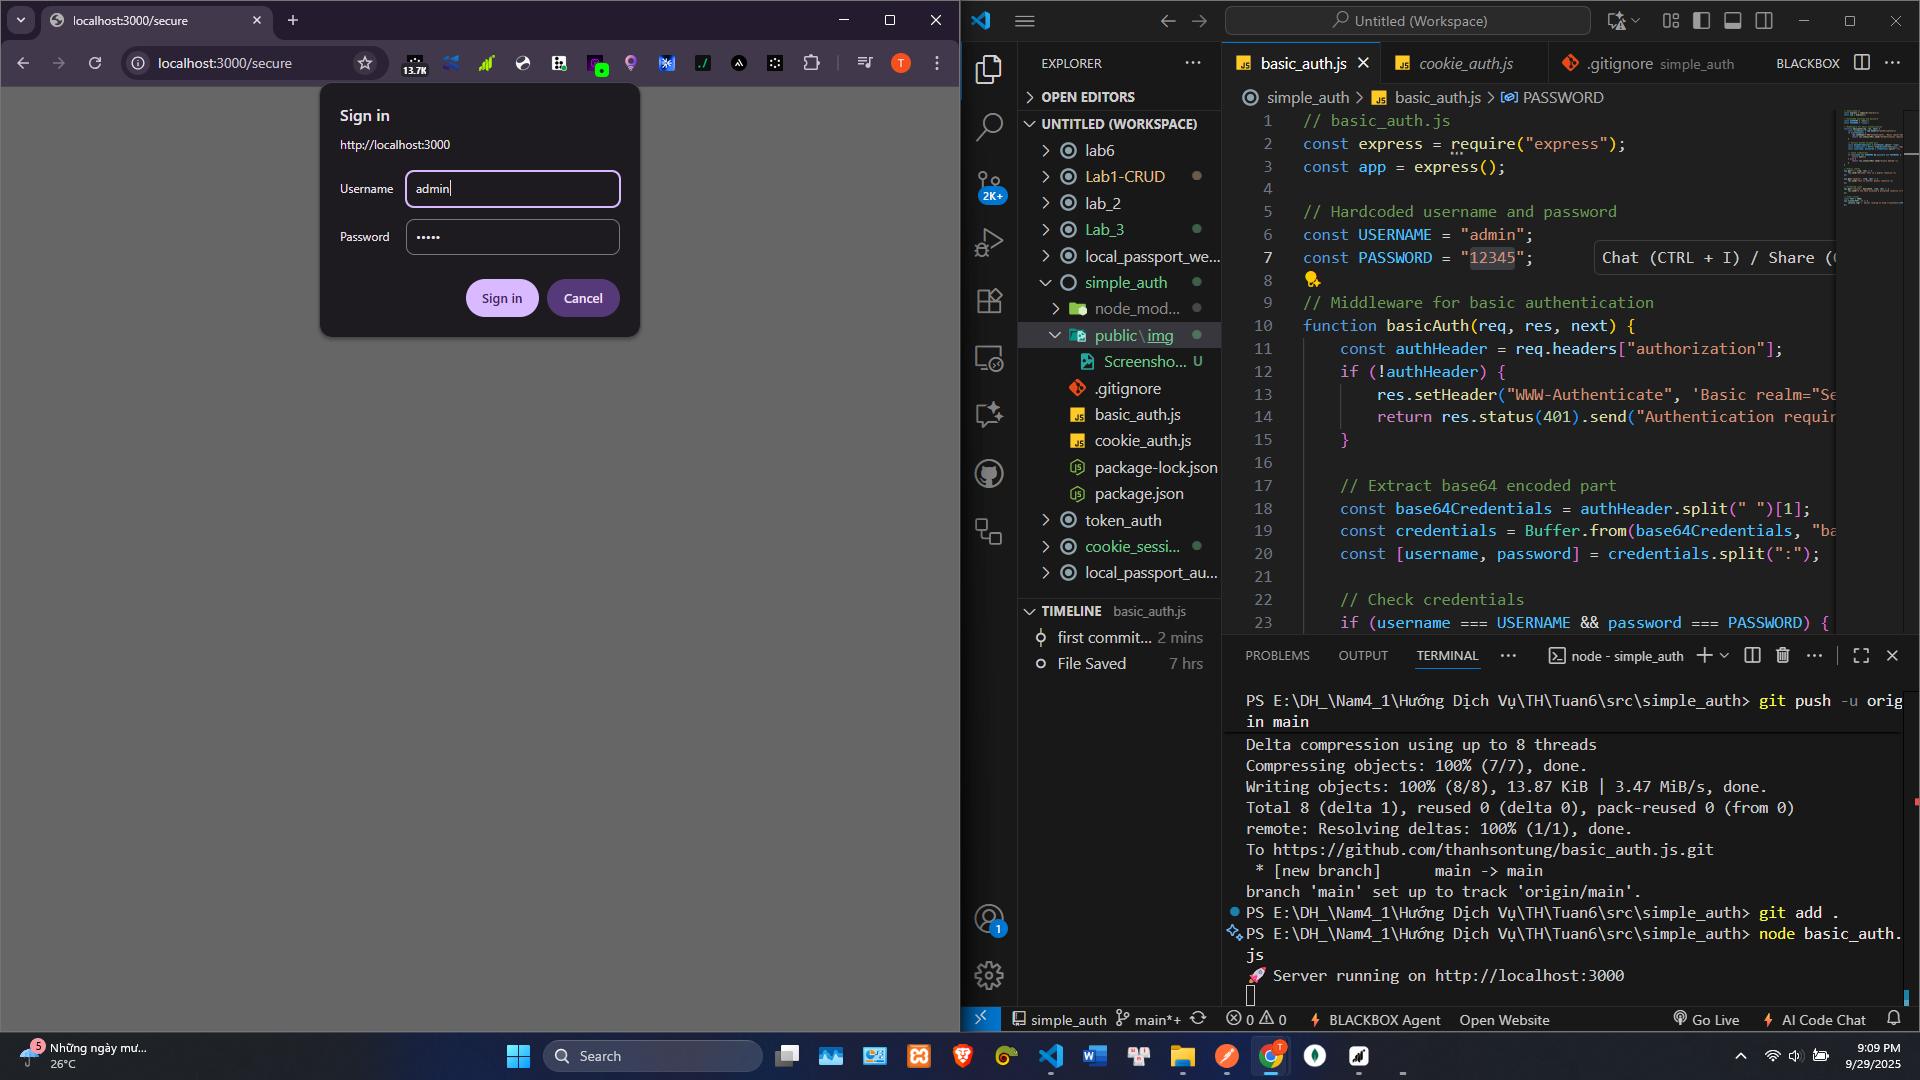 localhost:3000/secure
localhost:3000/secure
13.7K
T
Sign in
http://localhost:3000
Username
admin
Password
•••••
Sign in
Cancel
Untitled (Workspace)
EXPLORER
OPEN EDITORS
UNTITLED (WORKSPACE)
lab6
Lab1-CRUD
lab_2
Lab_3
local_passport_we...
simple_auth
node_mod...
public\img
Screensho... U
.gitignore
basic_auth.js
cookie_auth.js
package-lock.json
package.json
token_auth
cookie_sessi...
local_passport_au...
2K+
1
TIMELINE basic_auth.js
first commit... 2 mins
File Saved 7 hrs
basic_auth.js
cookie_auth.js
.gitignore simple_auth
BLACKBOX
simple_auth > basic_auth.js > PASSWORD
1 // basic_auth.js
2 const express = require("express");
3 const app = express();
4
5 // Hardcoded username and password
6 const USERNAME = "admin";
7 const PASSWORD = "12345";
Chat (CTRL + I) / Share (
8
9 // Middleware for basic authentication
10 function basicAuth(req, res, next) {
11 const authHeader = req.headers["authorization"];
12 if (!authHeader) {
13 res.setHeader("WWW-Authenticate", 'Basic realm="Se
14 return res.status(401).send("Authentication requir
15 }
16
17 // Extract base64 encoded part
18 const base64Credentials = authHeader.split(" ")[1];
19 const credentials = Buffer.from(base64Credentials, "ba
20 const [username, password] = credentials.split(":");
21
22 // Check credentials
23 if (username === USERNAME && password === PASSWORD) {
PROBLEMS
OUTPUT
TERMINAL
node - simple_auth
PS E:\DH_\Nam4_1\Hướng Dịch Vụ\TH\Tuan6\src\simple_auth> git push -u orig
in main
Delta compression using up to 8 threads
Compressing objects: 100% (7/7), done.
Writing objects: 100% (8/8), 13.87 KiB | 3.47 MiB/s, done.
Total 8 (delta 1), reused 0 (delta 0), pack-reused 0 (from 0)
remote: Resolving deltas: 100% (1/1), done.
To https://github.com/thanhsontung/basic_auth.js.git
* [new branch] main -> main
branch 'main' set up to track 'origin/main'.
PS E:\DH_\Nam4_1\Hướng Dịch Vụ\TH\Tuan6\src\simple_auth> git add .
PS E:\DH_\Nam4_1\Hướng Dịch Vụ\TH\Tuan6\src\simple_auth> node basic_auth.
js
🚀 Server running on http://localhost:3000
simple_auth
main*+
0
0
BLACKBOX Agent
Open Website
Go Live
AI Code Chat
5
Những ngày mư...
26°C
Search
T
9:09 PM
9/29/2025